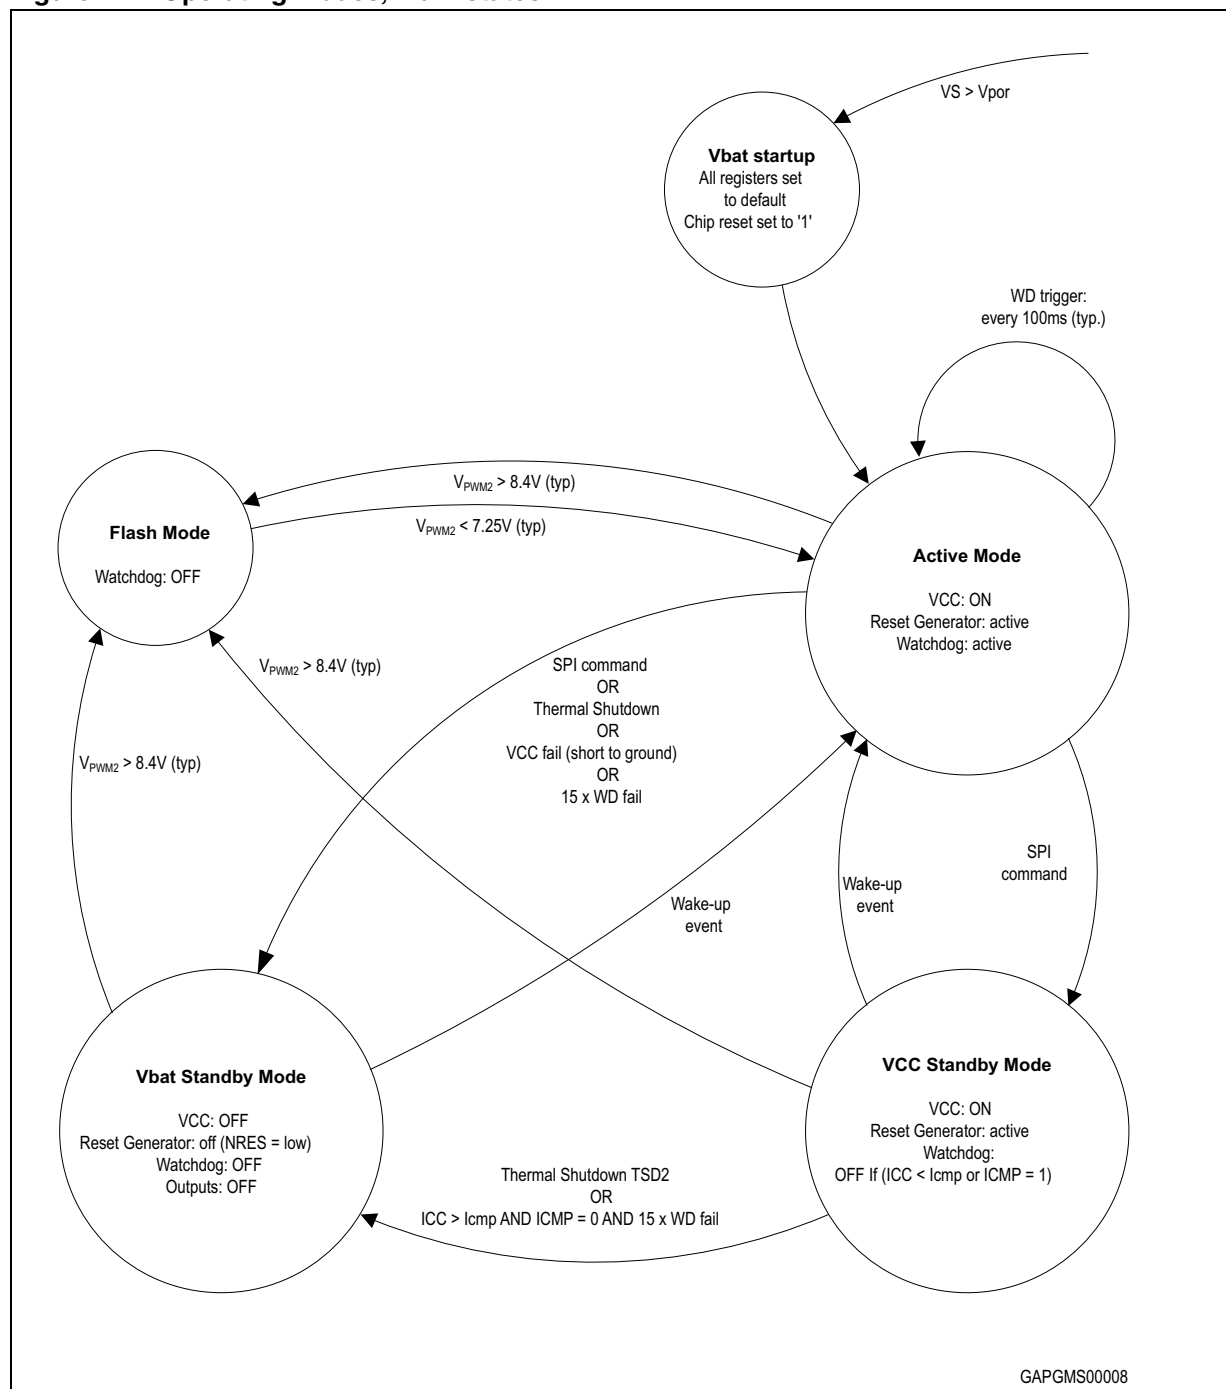 VS > Vpor
Vbat startup
All registers set
to default
Chip reset set to '1'
WD trigger:
every 100ms (typ.)
VPWM2 > 8.4V (typ)
VPWM2 < 7.25V (typ)
Flash Mode
Watchdog: OFF
Active Mode
VCC: ON
Reset Generator: active
Watchdog: active
VPWM2 > 8.4V (typ)
SPI command
OR
Thermal Shutdown
OR
VCC fail (short to ground)
OR
15 x WD fail
VPWM2 > 8.4V (typ)
Wake-up
event
Wake-up
event
SPI
command
Vbat Standby Mode
VCC: OFF
Reset Generator: off (NRES = low)
Watchdog: OFF
Outputs: OFF
VCC Standby Mode
VCC: ON
Reset Generator: active
Watchdog:
OFF If (ICC < Icmp or ICMP = 1)
Thermal Shutdown TSD2
OR
ICC > Icmp AND ICMP = 0 AND 15 x WD fail
GAPGMS00008